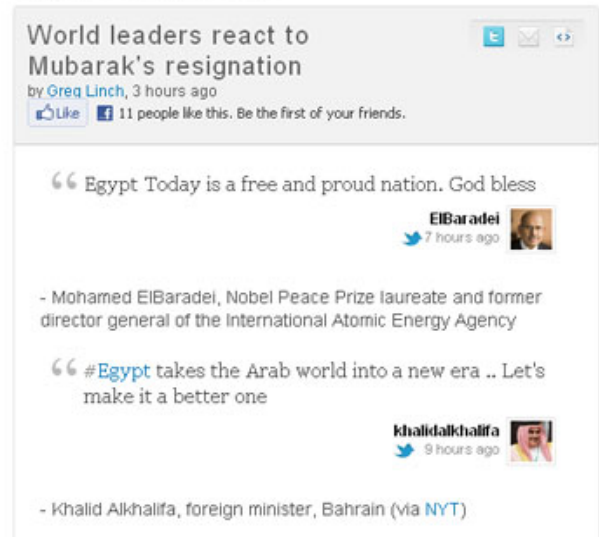 World leaders react to
Mubarak's resignation
by Greg Linch, 3 hours ago
Like 11 people like this. Be the first of your friends.
Egypt Today is a free and proud nation. God bless
ElBaradei
7 hours ago
- Mohamed ElBaradei, Nobel Peace Prize laureate and former
director general of the International Atomic Energy Agency
#Egypt takes the Arab world into a new era .. Let's
make it a better one
khalidalkhalifa
9 hours ago
- Khalid Alkhalifa, foreign minister, Bahrain (via NYT)